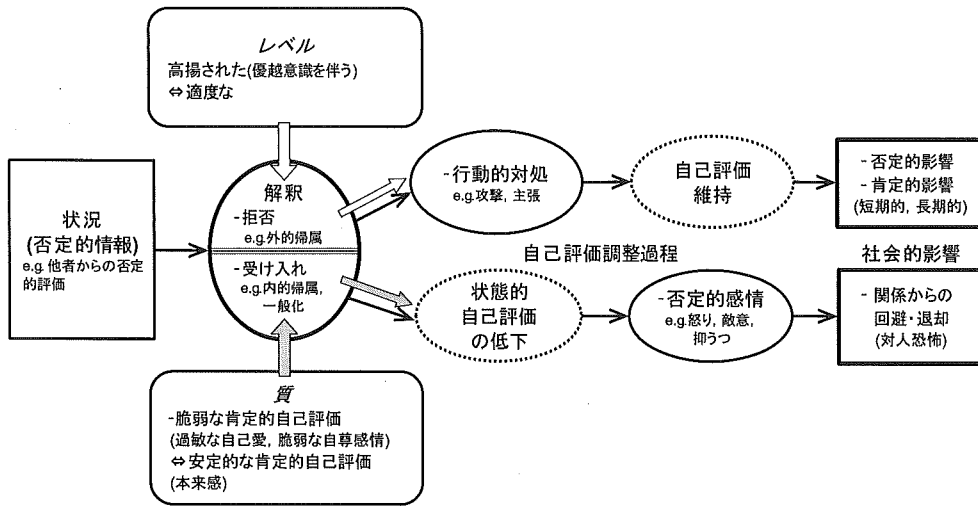 レベル
高揚された(優越意識を伴う)
⇔ 適度な
状況
(否定的情報)
e.g. 他者からの否定
的評価
解釈
-拒否
e.g.外的帰属
-受け入れ
e.g.内的帰属,
一般化
-行動的対処
e.g.攻撃, 主張
自己評価
維持
- 否定的影響
- 肯定的影響
(短期的, 長期的)
自己評価調整過程
社会的影響
状態的
自己評価
の低下
-否定的感情
e.g.怒り, 敵意,
抑うつ
- 関係からの
回避・退却
(対人恐怖)
質
-脆弱な肯定的自己評価
(過敏な自己愛, 脆弱な自尊感情)
⇔ 安定的な肯定的自己評価
(本来感)